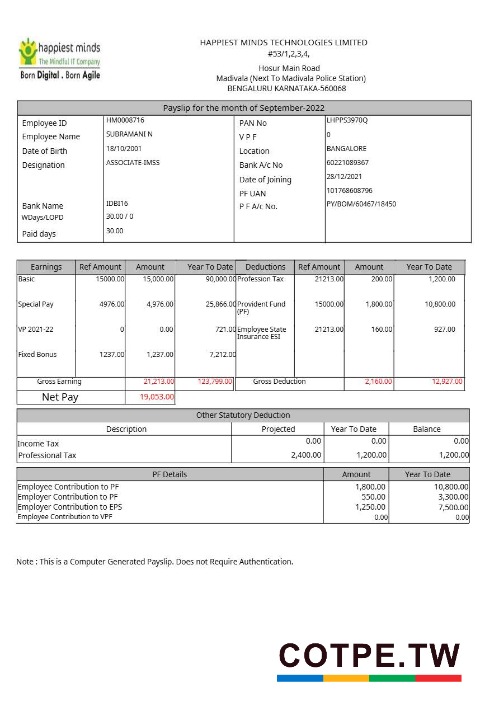 happiest minds
The Mindful IT Company
Born Digital . Born Agile
HAPPIEST MINDS TECHNOLOGIES LIMITED
#53/1,2,3,4,
Hosur Main Road
Madivala (Next To Madivala Police Station)
BENGALURU KARNATAKA-560068
Payslip for the month of September-2022
Employee ID HM0008716 PAN No LHPPS3970Q
Employee Name SUBRAMANI N V P F 0
Date of Birth 18/10/2001 Location BANGALORE
Designation ASSOCIATE-IMSS Bank A/c No 60221089367
Date of Joining 28/12/2021
PF UAN 101768608796
Bank Name IDBI16 P F A/c No. PY/BOM/60467/18450
WDays/LOPD 30.00 / 0
Paid days 30.00
Earnings Ref Amount Amount Year To Date Deductions Ref Amount Amount Year To Date
Basic 15000.00 15,000.00 90,000.00 Profession Tax 21213.00 200.00 1,200.00
Special Pay 4976.00 4,976.00 25,866.00 Provident Fund (PF) 15000.00 1,800.00 10,800.00
VP 2021-22 0 0.00 721.00 Employee State Insurance ESI 21213.00 160.00 927.00
Fixed Bonus 1237.00 1,237.00 7,212.00
Gross Earning 21,213.00 123,799.00 Gross Deduction 2,160.00 12,927.00
Net Pay 19,053.00
Other Statutory Deduction
Description Projected Year To Date Balance
Income Tax 0.00 0.00 0.00
Professional Tax 2,400.00 1,200.00 1,200.00
PF Details Amount Year To Date
Employee Contribution to PF 1,800.00 10,800.00
Employer Contribution to PF 550.00 3,300.00
Employer Contribution to EPS 1,250.00 7,500.00
Employee Contribution to VPF 0.00 0.00
Note : This is a Computer Generated Payslip. Does not Require Authentication.
COTPE.TW